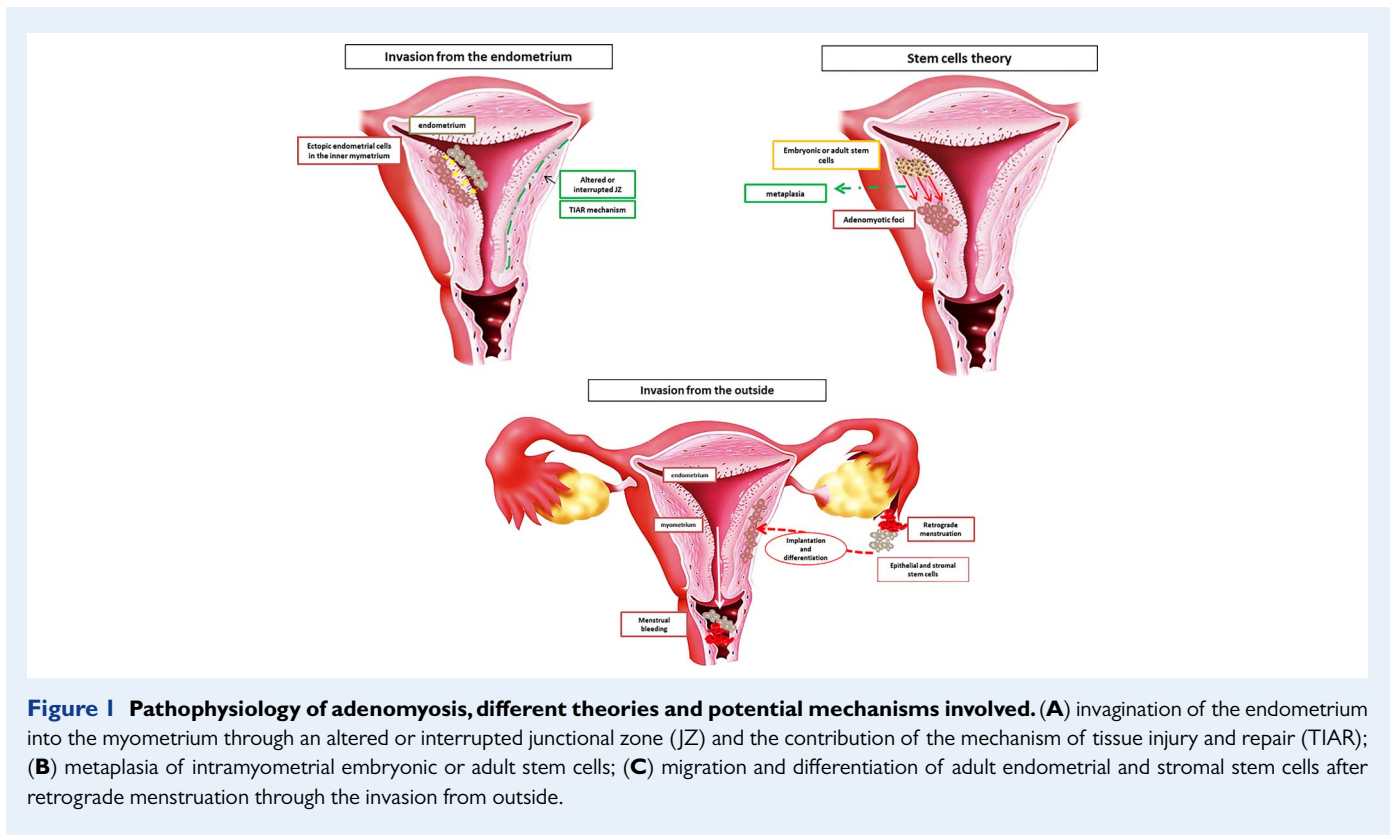 Invasion from the endometrium
endometrium
Ectopic endometrial cells
in the inner mymetrium
Altered or
interrupted JZ
TIAR mechanism
Stem cells theory
Embryonic or adult stem
cells
metaplasia
Adenomyotic foci
Invasion from the outside
endometrium
myometrium
Implantation
and
differentiation
Retrograde
menstruation
Epithelial and stromal
stem cells
Menstrual
bleeding
Figure 1 Pathophysiology of adenomyosis, different theories and potential mechanisms involved. (A) invagination of the endometrium
into the myometrium through an altered or interrupted junctional zone (JZ) and the contribution of the mechanism of tissue injury and repair (TIAR);
(B) metaplasia of intramyometrial embryonic or adult stem cells; (C) migration and differentiation of adult endometrial and stromal stem cells after
retrograde menstruation through the invasion from outside.